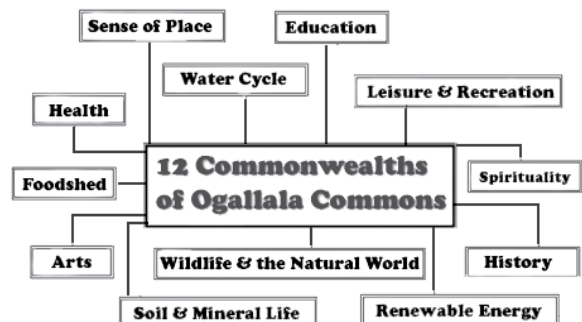 Sense of Place
Education
Water Cycle
Leisure & Recreation
Health
12 Commonwealths
of Ogallala Commons
Foodshed
Spirituality
Arts
Wildlife & the Natural World
History
Soil & Mineral Life
Renewable Energy